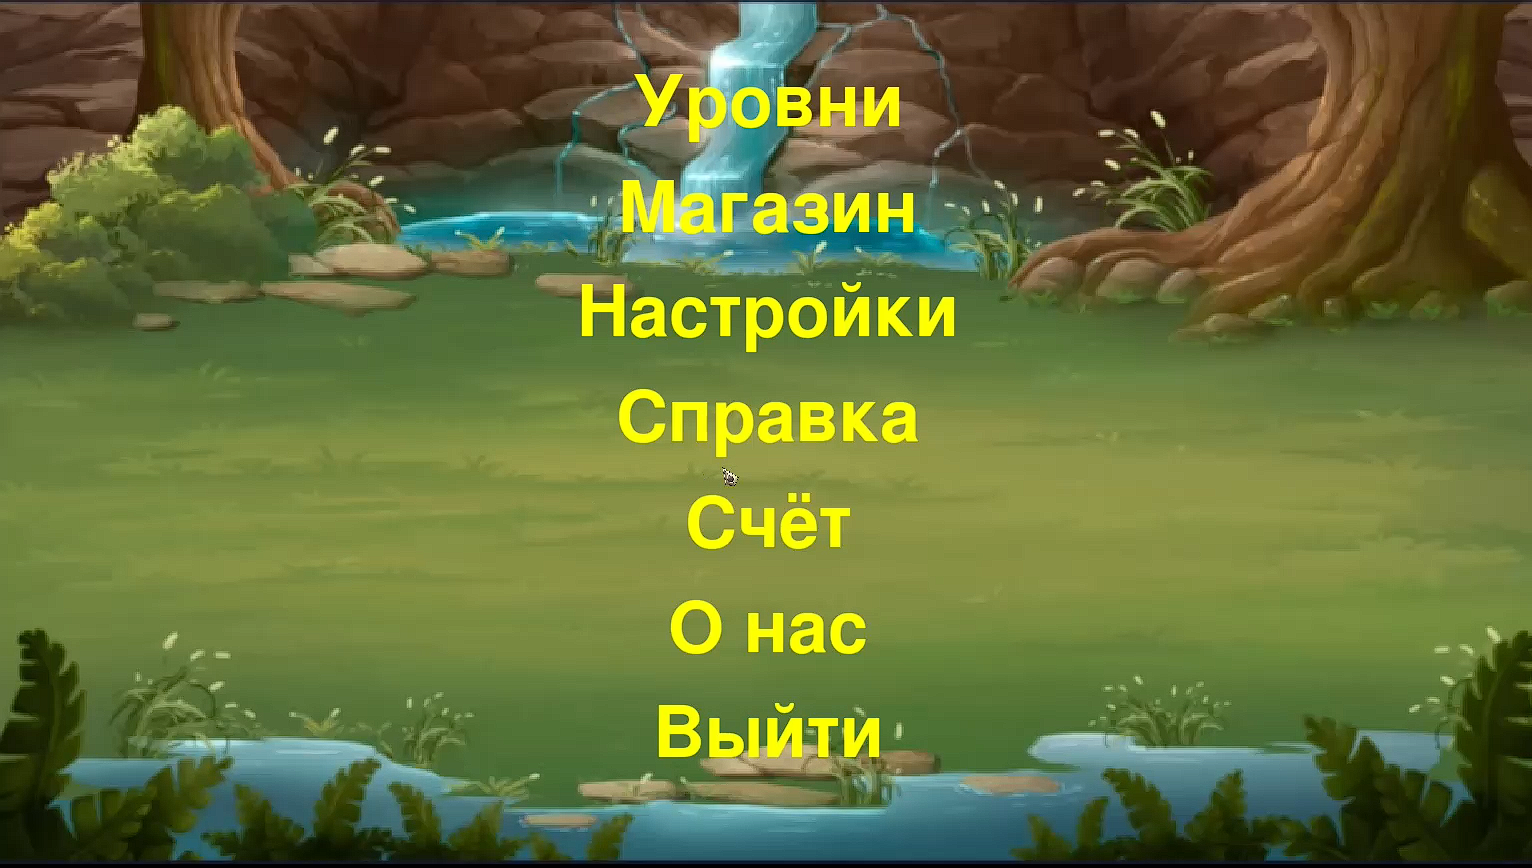 Уровни
Магазин
Настройки
Справка
Счёт
О нас
Выйти